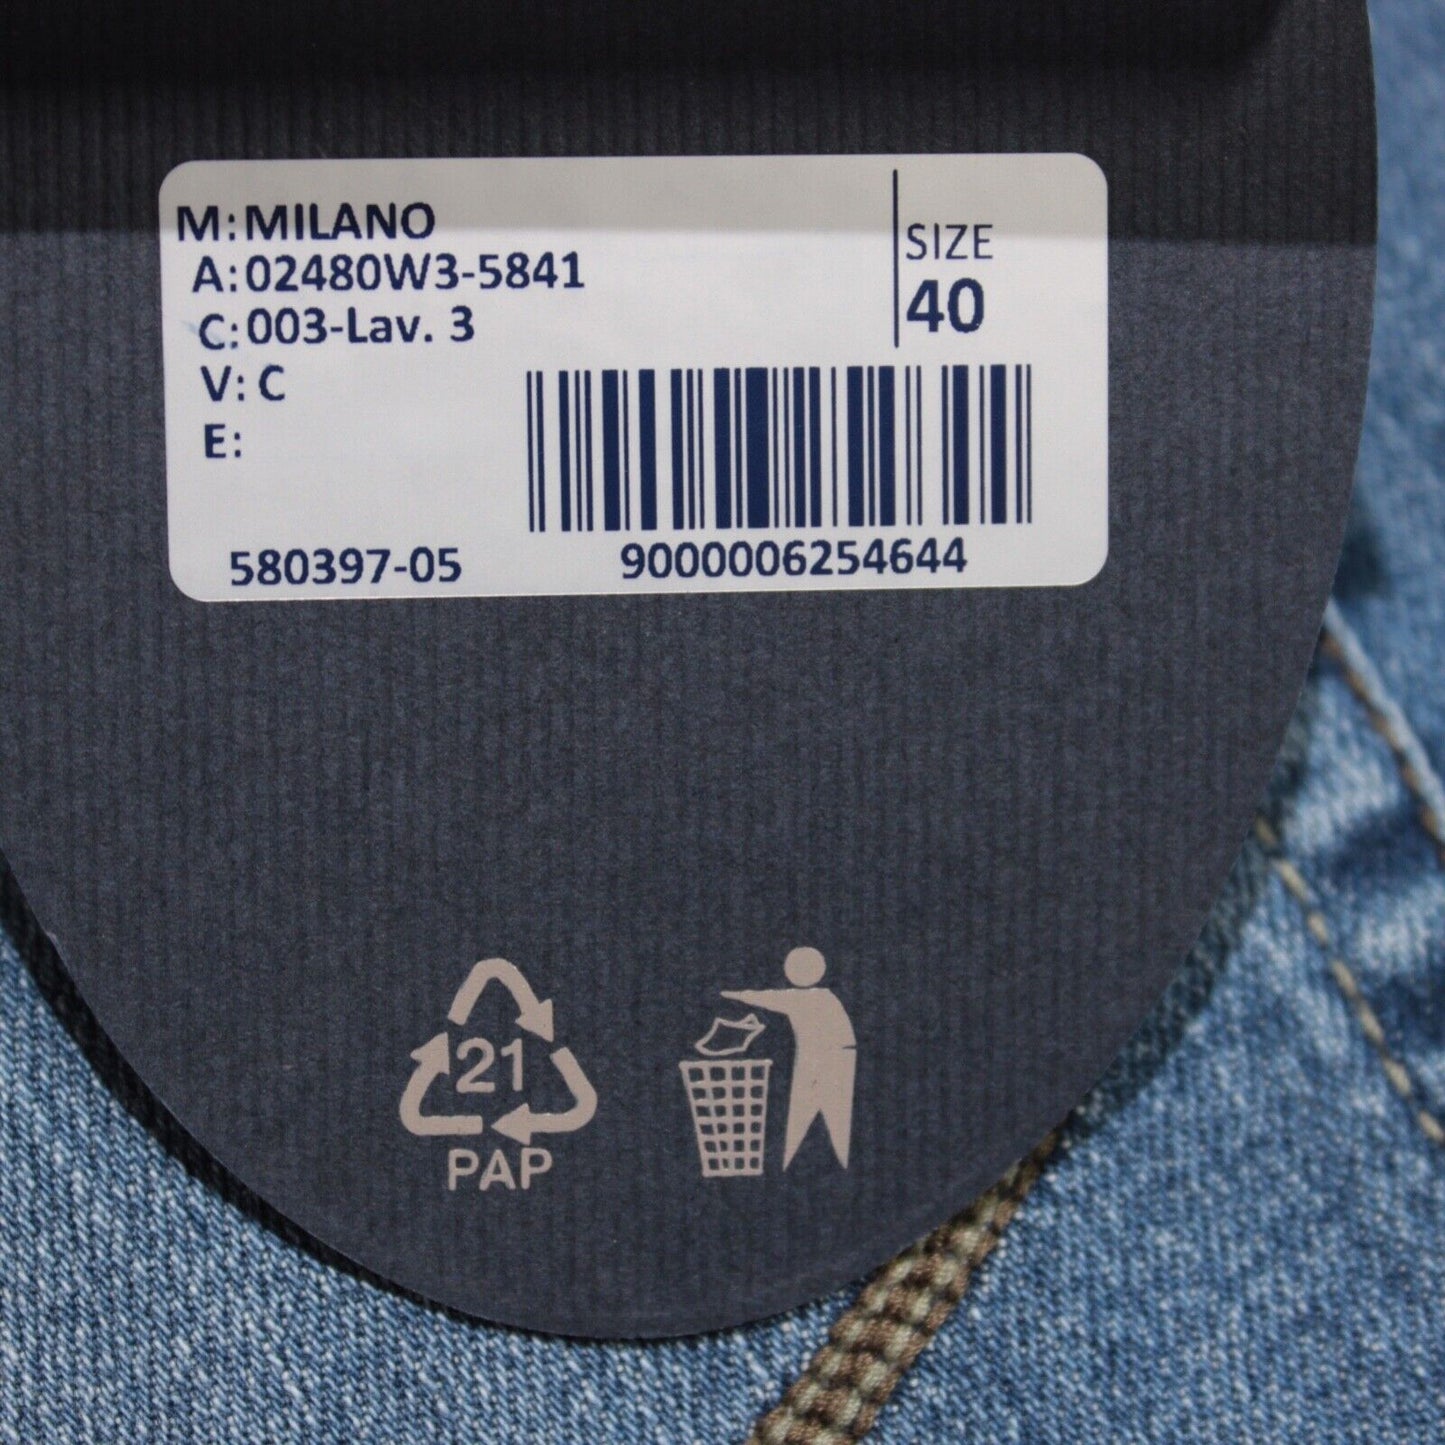 M: MILANO
A: 02480W3-5841
C: 003-Lav. 3
V: C
E:
SIZE
40
580397-05
9000006254644
21
PAP